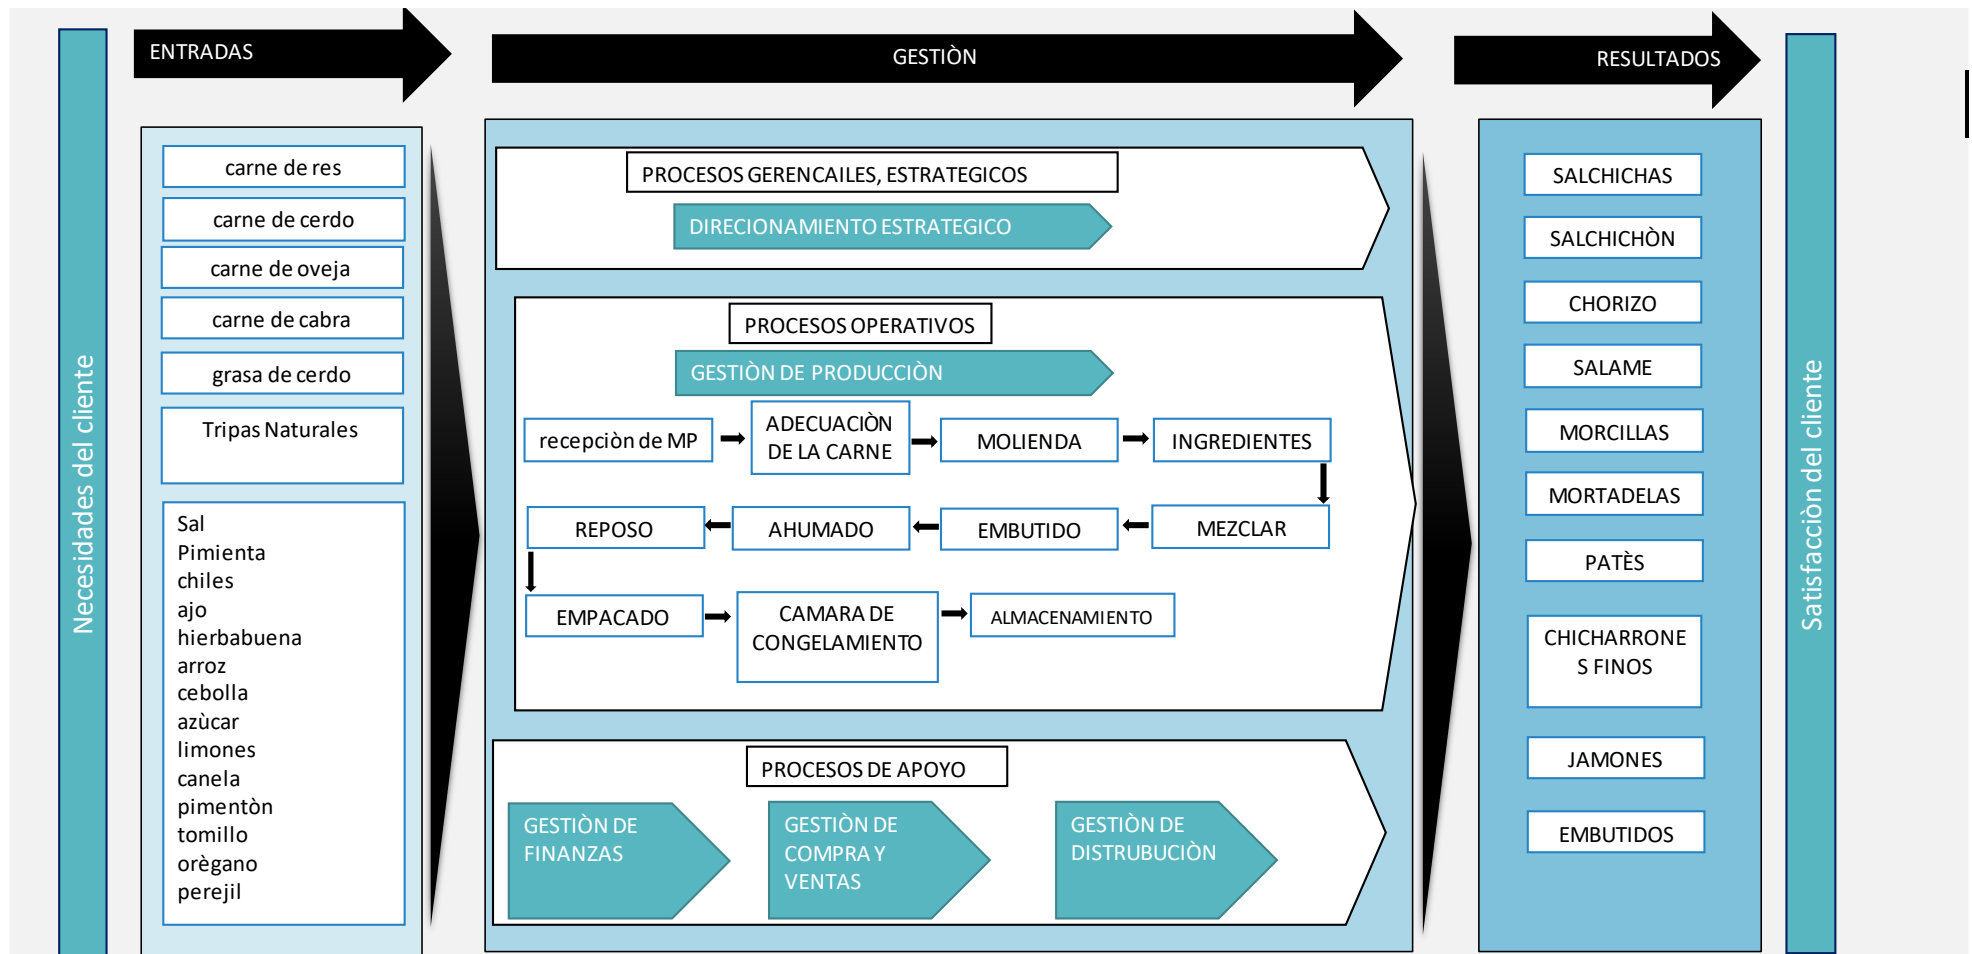 ENTRADAS
GESTIÒN
RESULTADOS
Necesidades del cliente
carne de res
carne de cerdo
carne de oveja
carne de cabra
grasa de cerdo
Tripas Naturales
Sal
Pimienta
chiles
ajo
hierbabuena
arroz
cebolla
azùcar
limones
canela
pimentòn
tomillo
orègano
perejil
PROCESOS GERENCAILES, ESTRATEGICOS
DIRECIONAMIENTO ESTRATEGICO
PROCESOS OPERATIVOS
GESTIÒN DE PRODUCCIÒN
recepciòn de MP
ADECUACIÒN
DE LA CARNE
MOLIENDA
INGREDIENTES
REPOSO
AHUMADO
EMBUTIDO
MEZCLAR
EMPACADO
CAMARA DE
CONGELAMIENTO
ALMACENAMIENTO
PROCESOS DE APOYO
GESTIÒN DE
FINANZAS
GESTIÒN DE
COMPRA Y
VENTAS
GESTIÒN DE
DISTRUBUCIÒN
SALCHICHAS
SALCHICHÒN
CHORIZO
SALAME
MORCILLAS
MORTADELAS
PATÈS
CHICHARRONE
S FINOS
JAMONES
EMBUTIDOS
Satisfacciòn del cliente